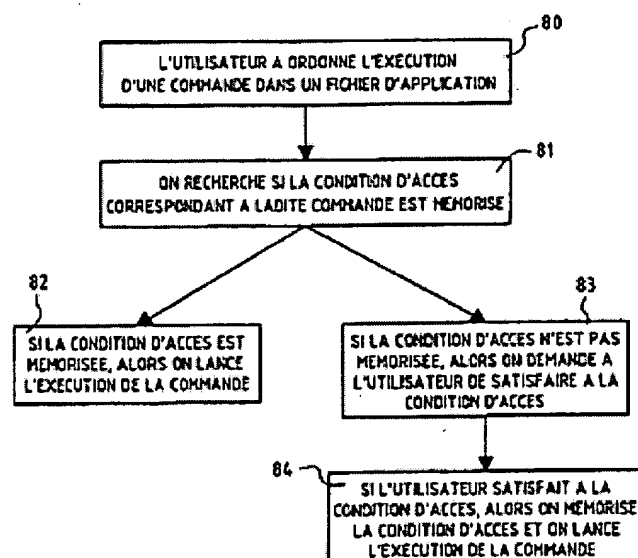 80
L'UTILISATEUR A ORDONNE L'EXECUTION
D'UNE COMMANDE DANS UN FICHIER D'APPLICATION
81
ON RECHERCHE SI LA CONDITION D'ACCES
CORRESPONDANT A LADITE COMMANDE EST MEMORISE
82
SI LA CONDITION D'ACCES EST
MEMORISEE, ALORS ON LANCE
L'EXECUTION DE LA COMMANDE
83
SI LA CONDITION D'ACCES N'EST PAS
MEMORISEE, ALORS ON DEMANDE A
L'UTILISATEUR DE SATISFAIRE A LA
CONDITION D'ACCES
84
SI L'UTILISATEUR SATISFAIT A LA
CONDITION D'ACCES, ALORS ON MEMORISE
LA CONDITION D'ACCES ET ON LANCE
L'EXECUTION DE LA COMMANDE